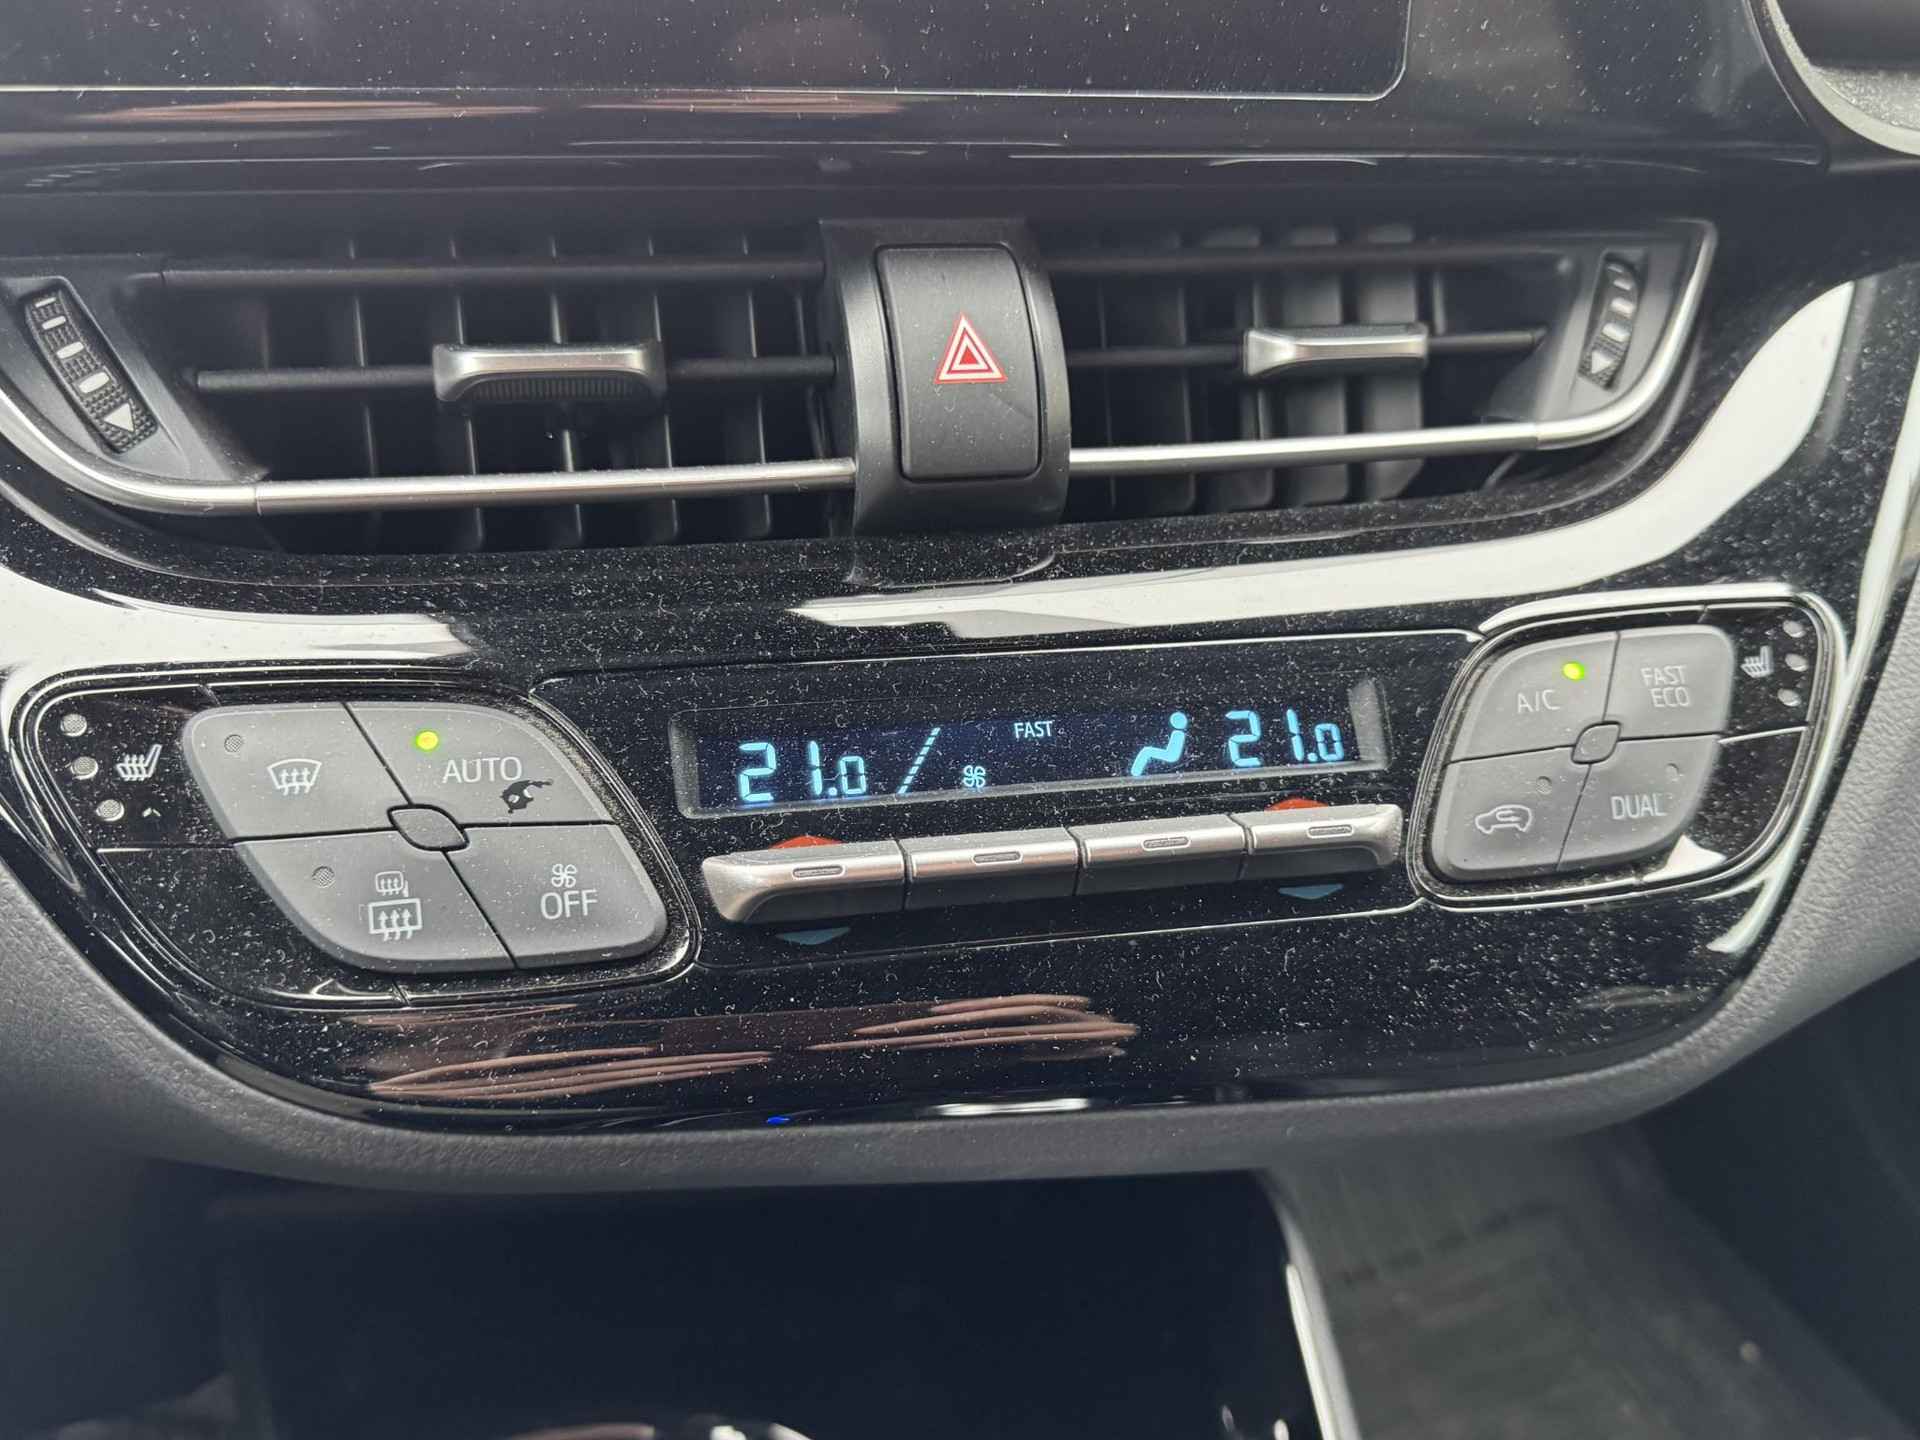 AUTO
OFF
21.0
FAST
21.0
A/C
FAST
ECO
DUAL